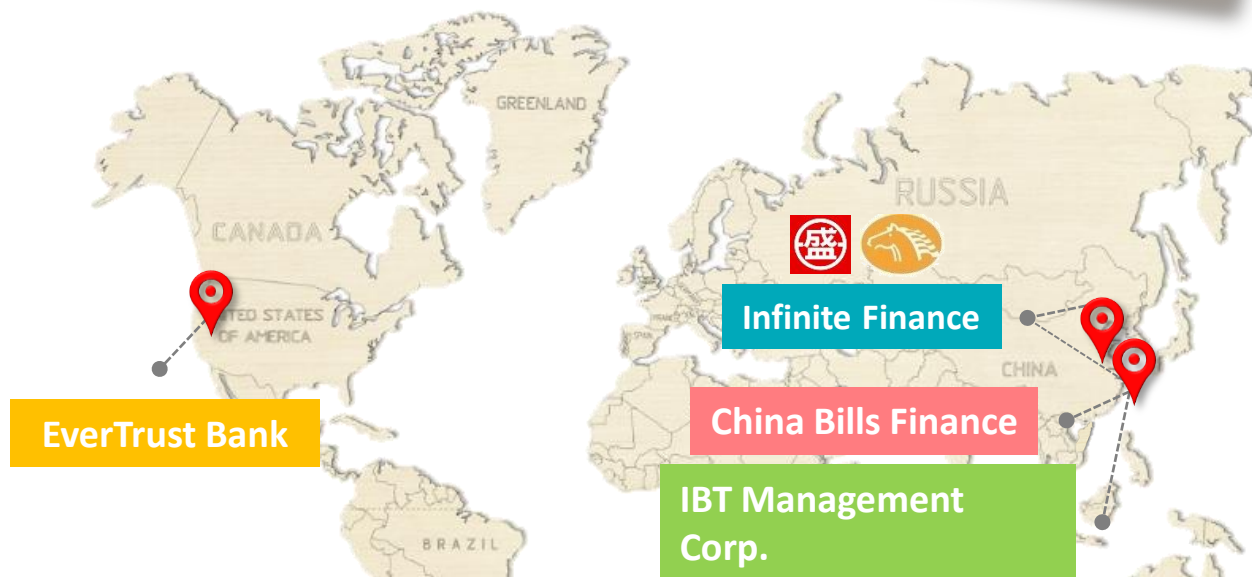 GREENLAND
RUSSIA
CANADA
盛
Infinite Finance
UNITED STATES
OF AMERICA
CHINA
EverTrust Bank
China Bills Finance
IBT Management
Corp.
BRAZIL